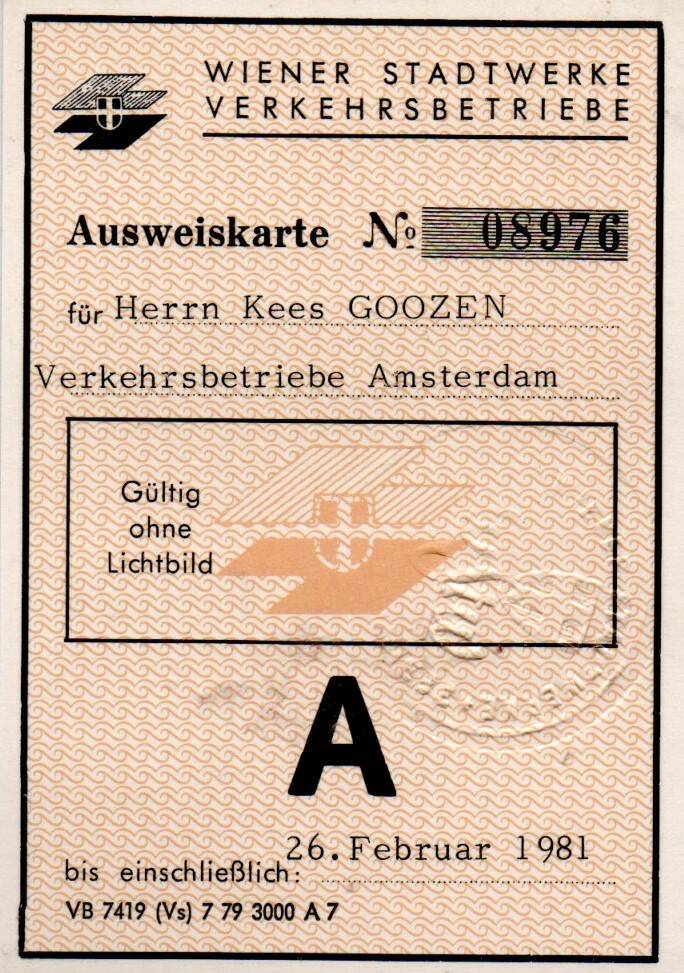 WIENER STADTWERKE
VERKEHRSBETRIEBE
Ausweiskarte № 08976
für Herrn Kees GOOZEN
Verkehrsbetriebe Amsterdam
Gültig
ohne
Lichtbild
A
bis einschließlich: 26. Februar 1981
VB 7419 (Vs) 7 79 3000 A 7